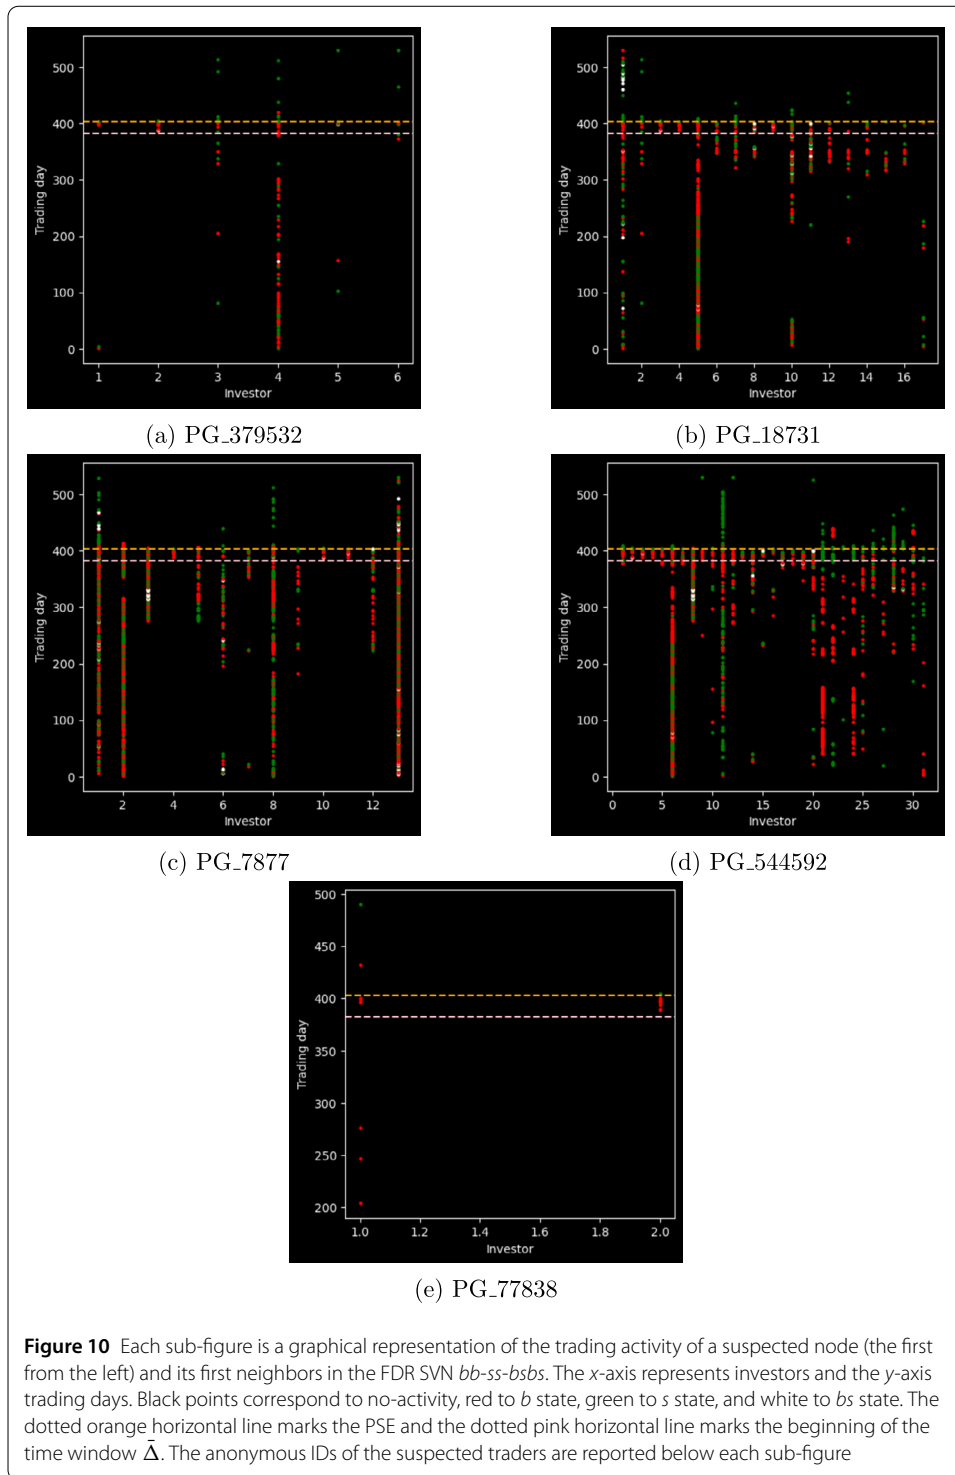 500
400
300
200
100
0
Trading day
1 2 3 4 5 6
Investor
(a) PG_379532
500
400
300
200
100
0
Trading day
2 4 6 8 10 12 14 16
Investor
(b) PG_18731
500
400
300
200
100
0
Trading day
2 4 6 8 10 12
Investor
(c) PG_7877
500
400
300
200
100
0
Trading day
0 5 10 15 20 25 30
Investor
(d) PG_544592
500
450
400
350
300
250
200
Trading day
1.0 1.2 1.4 1.6 1.8 2.0
Investor
(e) PG_77838
Figure 10 Each sub-figure is a graphical representation of the trading activity of a suspected node (the first
from the left) and its first neighbors in the FDR SVN bb-ss-bsbs. The x-axis represents investors and the y-axis
trading days. Black points correspond to no-activity, red to b state, green to s state, and white to bs state. The
dotted orange horizontal line marks the PSE and the dotted pink horizontal line marks the beginning of the
time window Δ̄. The anonymous IDs of the suspected traders are reported below each sub-figure